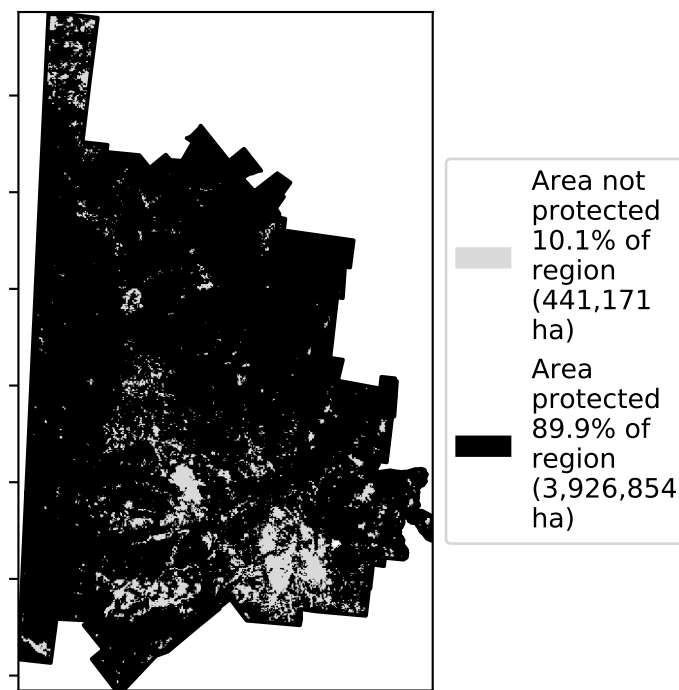 Area not
protected
10.1% of
region
(441,171
ha)
Area
protected
89.9% of
region
(3,926,854
ha)